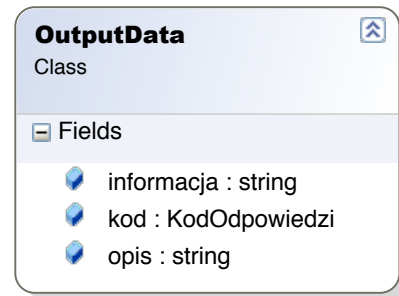 OutputData
Class
Fields
informacja : string
kod : KodOdpowiedzi
opis : string